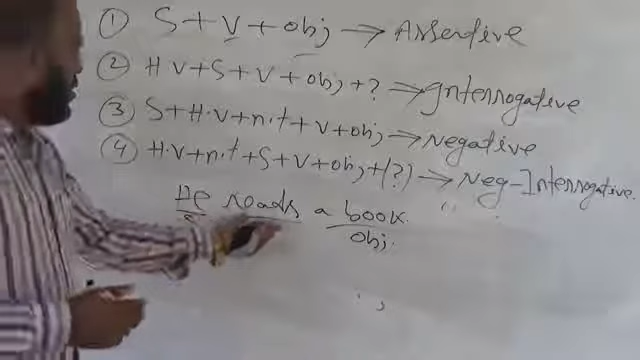 ① S + V + obj → Assertive
② H V + S + V + obj + ? → Interrogative
③ S + H.V + n't + V + obj → Negative
④ H.V + n't + S + V + obj + (?) → Neg-Interrogative
He reads a book.
S obj.